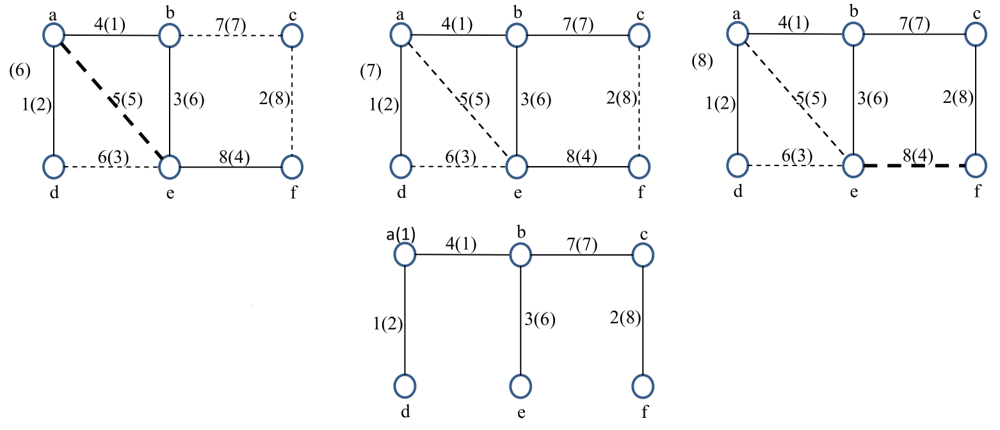 a b c
4(1) 7(7)
(6)
1(2) 5(5) 3(6) 2(8)
6(3) 8(4)
d e f
a b c
4(1) 7(7)
(7)
1(2) 5(5) 3(6) 2(8)
6(3) 8(4)
d e f
a b c
4(1) 7(7)
(8)
1(2) 5(5) 3(6) 2(8)
6(3) 8(4)
d e f
a(1) b c
4(1) 7(7)
1(2) 3(6) 2(8)
d e f